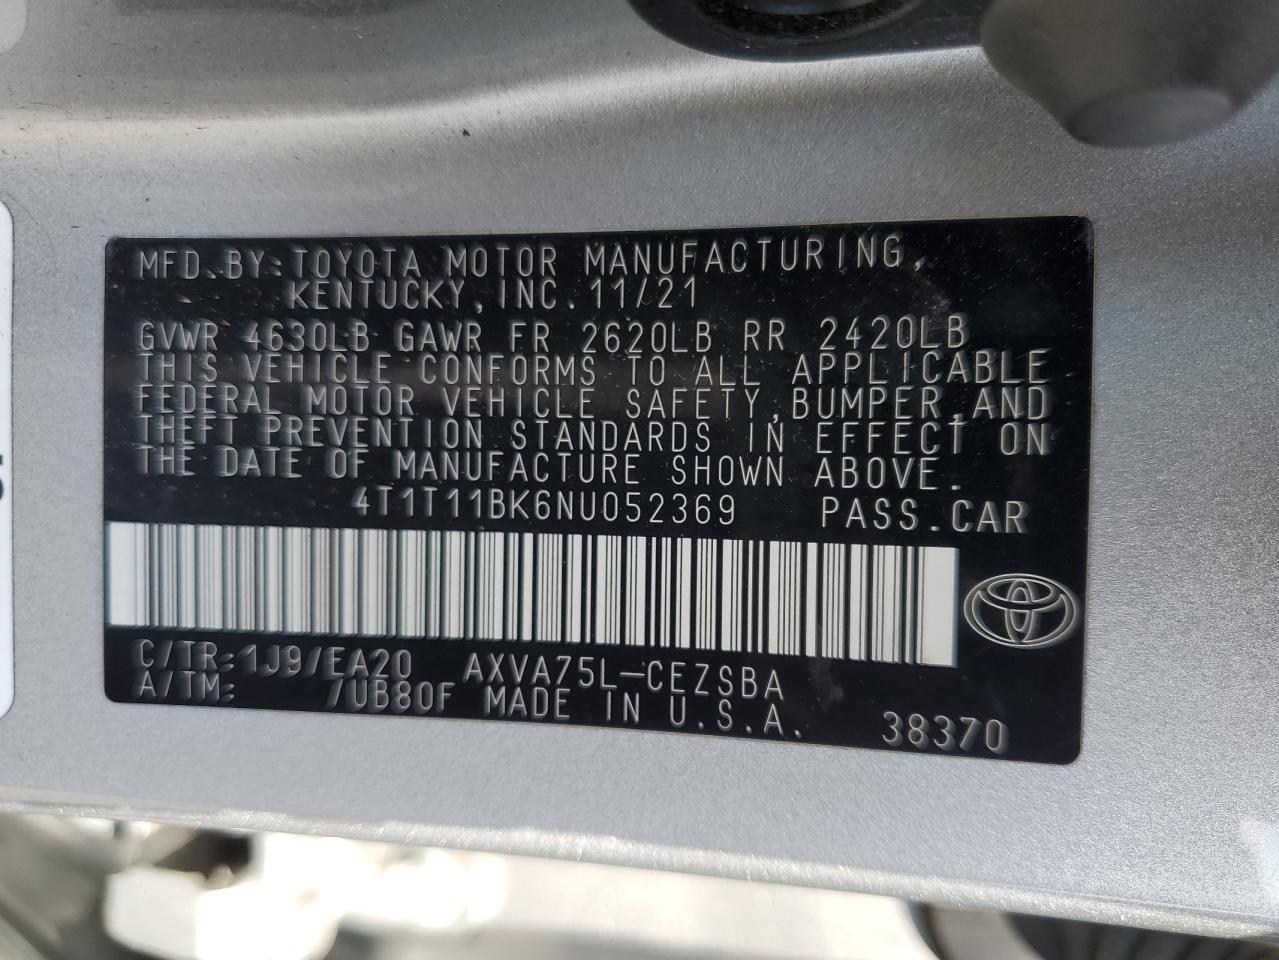 MFD. BY: TOYOTA MOTOR MANUFACTURING,
KENTUCKY, INC. 11/21
GVWR 4630LB GAWR FR 2620LB RR 2420LB
THIS VEHICLE CONFORMS TO ALL APPLICABLE
FEDERAL MOTOR VEHICLE SAFETY, BUMPER, AND
THEFT PREVENTION STANDARDS IN EFFECT ON
THE DATE OF MANUFACTURE SHOWN ABOVE.
4T1T11BK6NU052369 PASS. CAR
C/TR: 1J9/EA20 AXVA75L-CEZSBA
A/TM: /UB80F MADE IN U.S.A. 38370